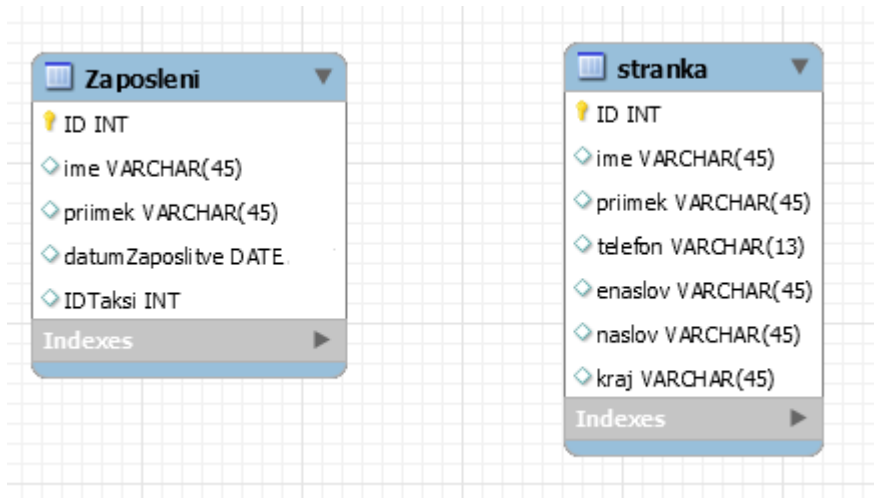 Zaposleni
ID INT
ime VARCHAR(45)
priimek VARCHAR(45)
datumZaposlitve DATE
IDTaksi INT
Indexes
stranka
ID INT
ime VARCHAR(45)
priimek VARCHAR(45)
telefon VARCHAR(13)
enaslov VARCHAR(45)
naslov VARCHAR(45)
kraj VARCHAR(45)
Indexes